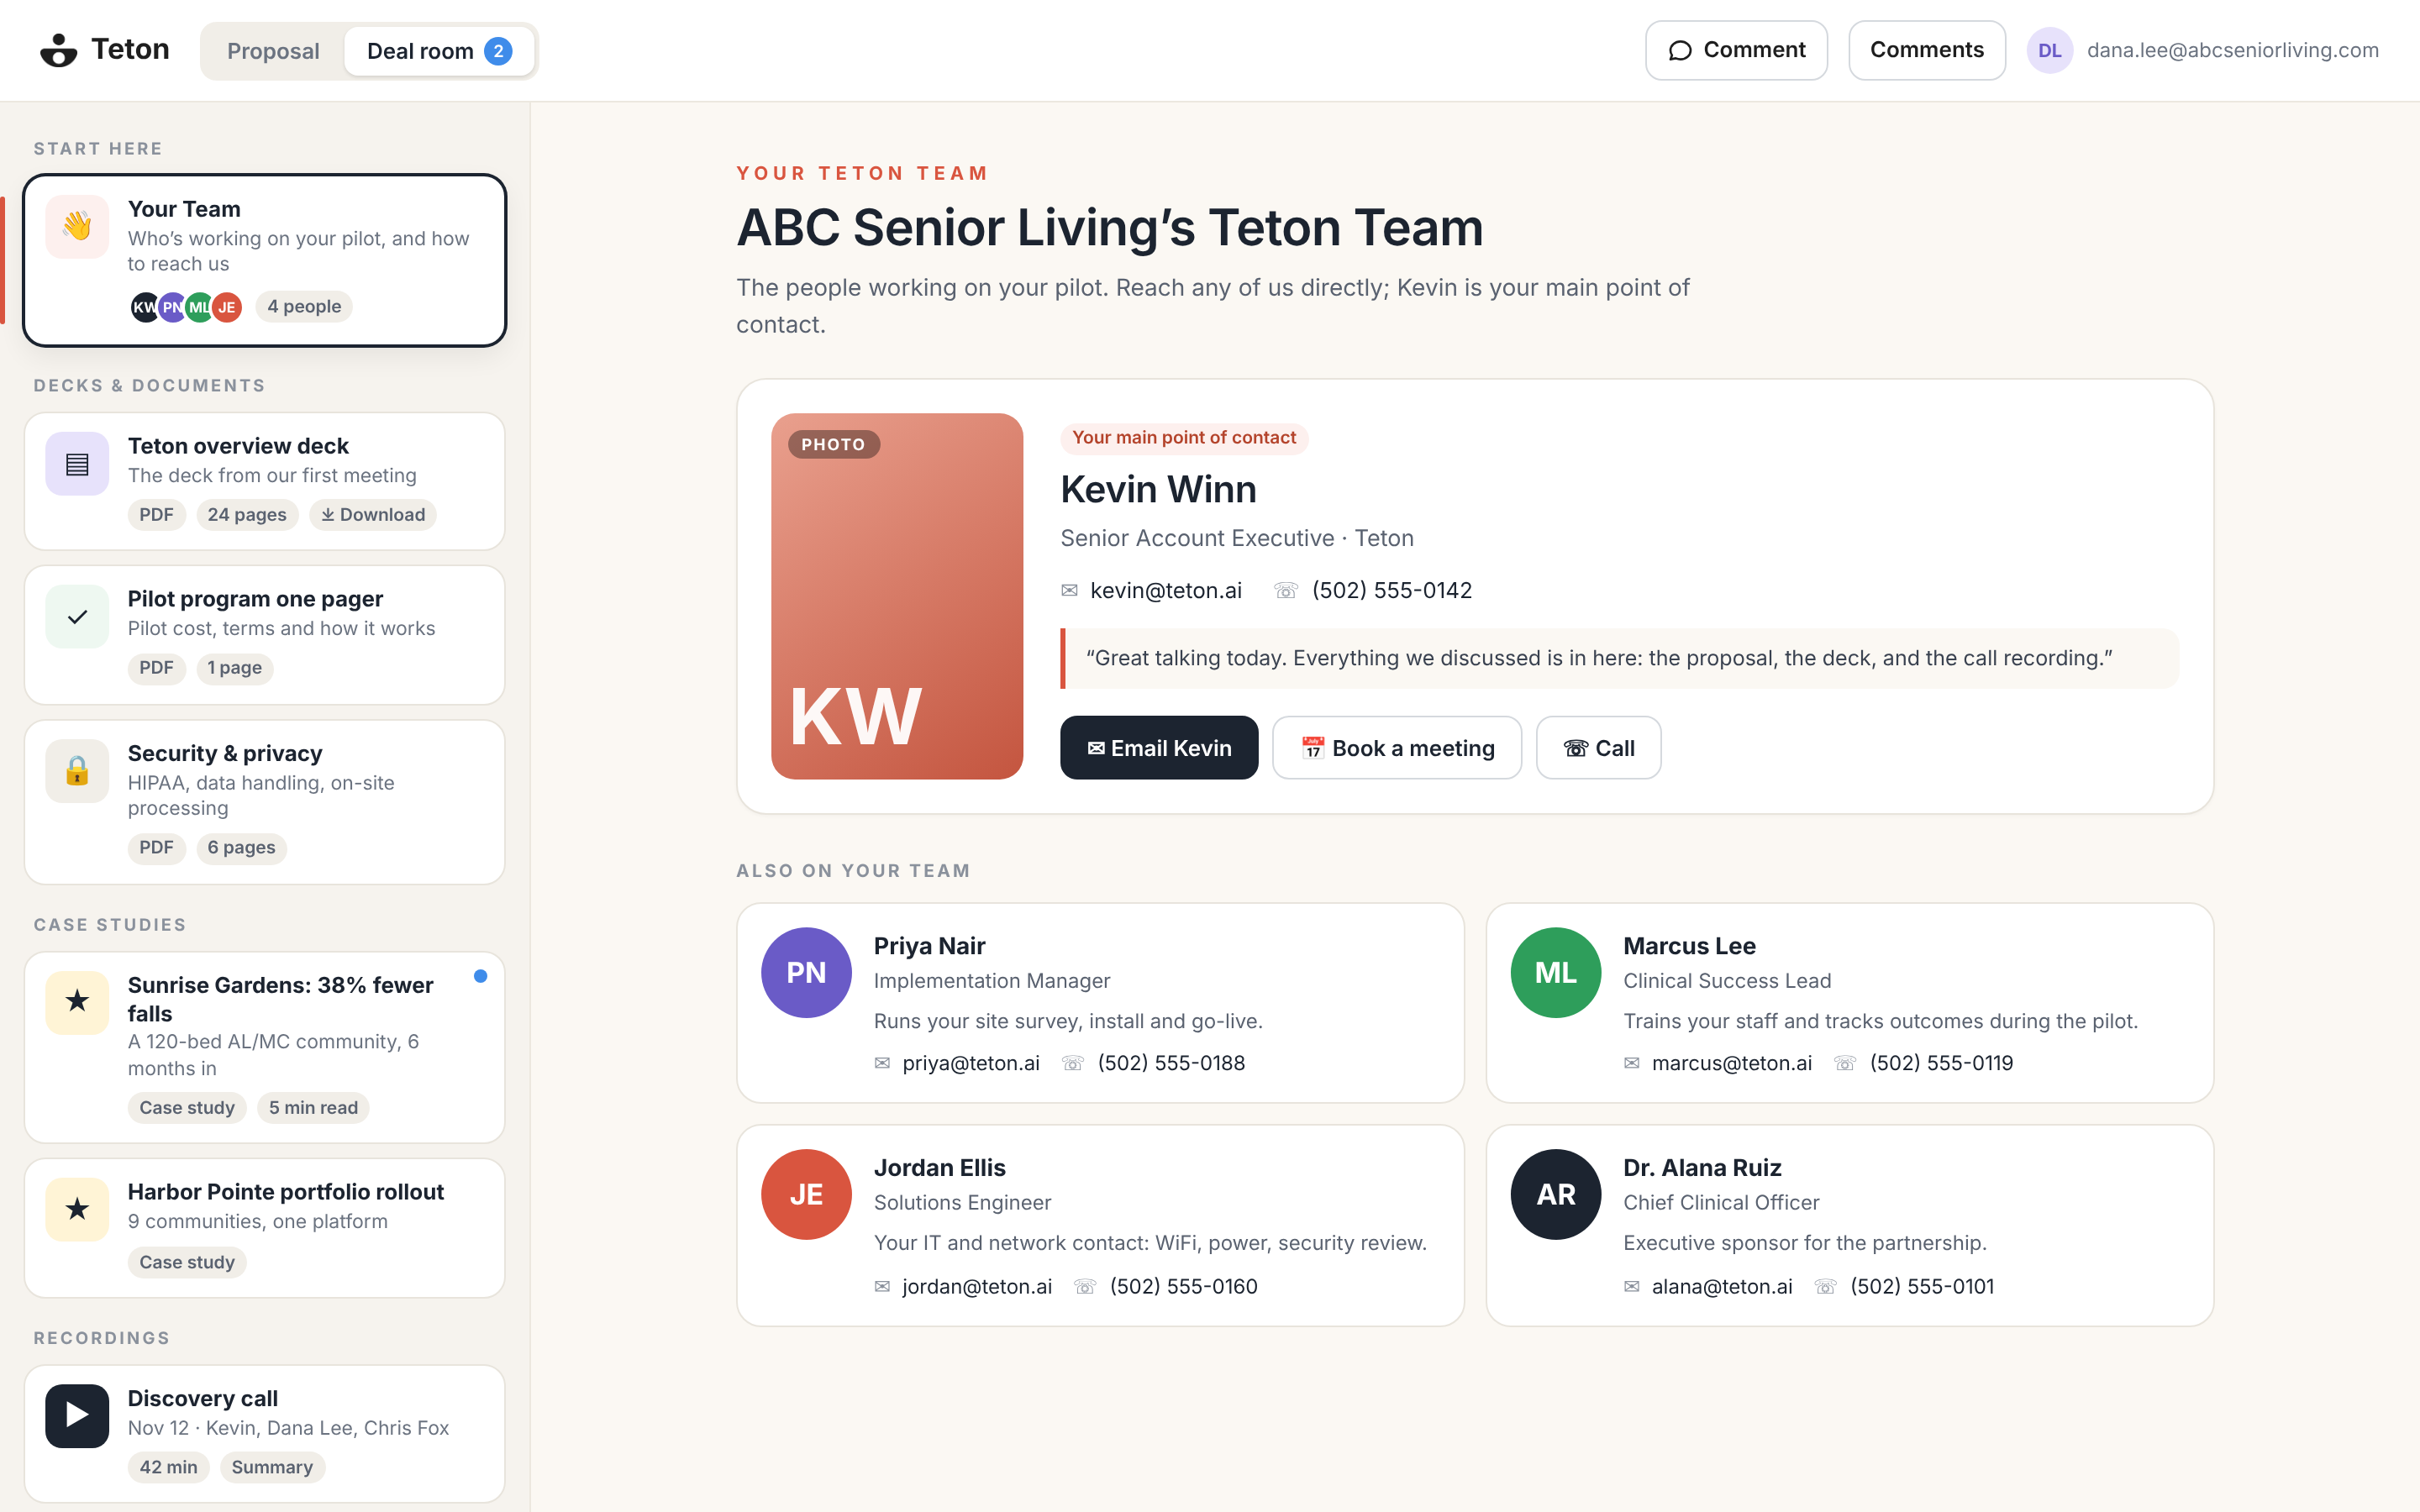 Teton
Proposal
Deal room 2
Comment
Comments
DL
dana.lee@abcseniorliving.com
START HERE
Your Team
Who’s working on your pilot, and how
to reach us
KW PN ML JE
4 people
DECKS & DOCUMENTS
Teton overview deck
The deck from our first meeting
PDF
24 pages
Download
Pilot program one pager
Pilot cost, terms and how it works
PDF
1 page
Security & privacy
HIPAA, data handling, on-site
processing
PDF
6 pages
CASE STUDIES
Sunrise Gardens: 38% fewer
falls
A 120-bed AL/MC community, 6
months in
Case study
5 min read
Harbor Pointe portfolio rollout
9 communities, one platform
Case study
RECORDINGS
Discovery call
Nov 12 · Kevin, Dana Lee, Chris Fox
42 min
Summary
YOUR TETON TEAM
ABC Senior Living’s Teton Team
The people working on your pilot. Reach any of us directly; Kevin is your main point of
contact.
PHOTO
KW
Your main point of contact
Kevin Winn
Senior Account Executive · Teton
kevin@teton.ai
(502) 555-0142
“Great talking today. Everything we discussed is in here: the proposal, the deck, and the call recording.”
Email Kevin
Book a meeting
Call
ALSO ON YOUR TEAM
PN
Priya Nair
Implementation Manager
Runs your site survey, install and go-live.
priya@teton.ai
(502) 555-0188
ML
Marcus Lee
Clinical Success Lead
Trains your staff and tracks outcomes during the pilot.
marcus@teton.ai
(502) 555-0119
JE
Jordan Ellis
Solutions Engineer
Your IT and network contact: WiFi, power, security review.
jordan@teton.ai
(502) 555-0160
AR
Dr. Alana Ruiz
Chief Clinical Officer
Executive sponsor for the partnership.
alana@teton.ai
(502) 555-0101